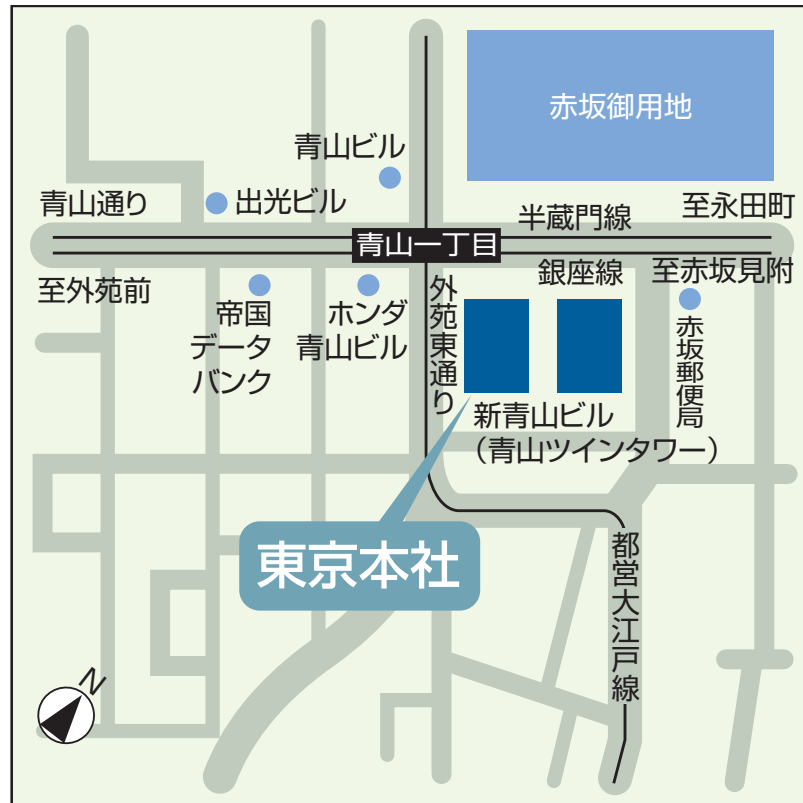 赤坂御用地
青山ビル
青山通り
出光ビル
半蔵門線
至永田町
青山一丁目
至外苑前
銀座線
至赤坂見附
帝国
データ
バンク
ホンダ
青山ビル
外苑東通り
赤坂郵便局
新青山ビル
（青山ツインタワー）
東京本社
都営大江戸線
N